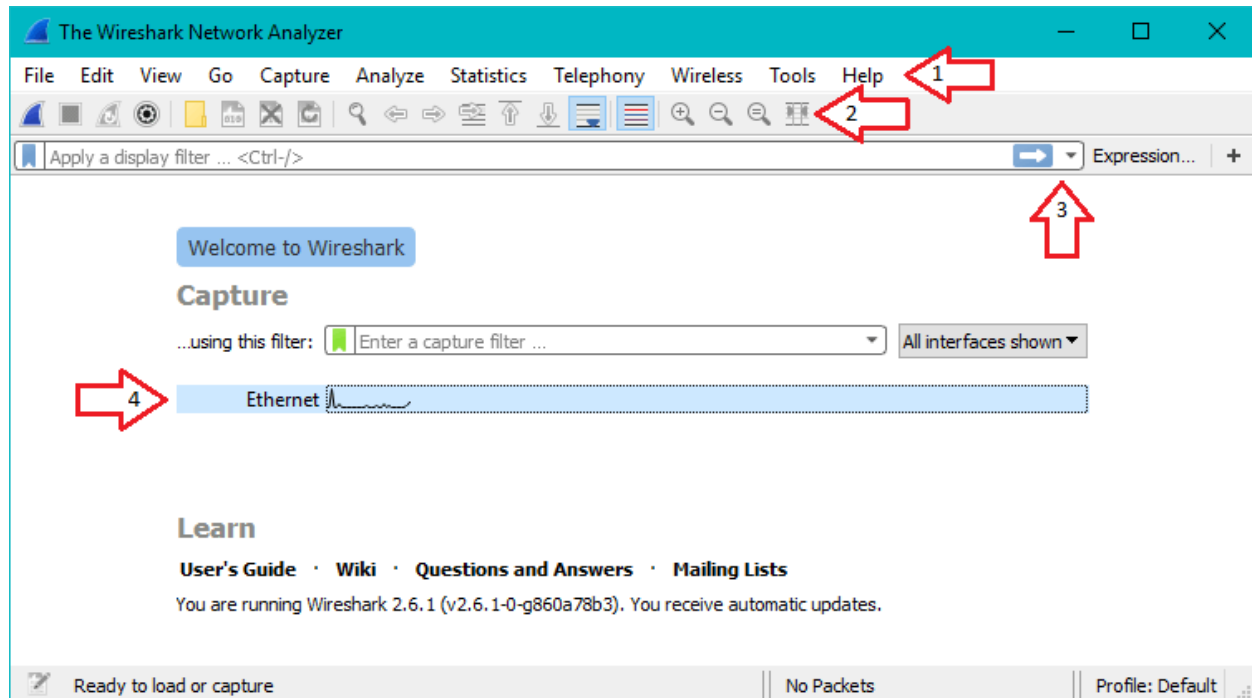 The Wireshark Network Analyzer
File Edit View Go Capture Analyze Statistics Telephony Wireless Tools Help 1
2
Apply a display filter ... <Ctrl-/> Expression... +
3
Welcome to Wireshark
Capture
...using this filter: Enter a capture filter ... All interfaces shown
4 Ethernet
Learn
User's Guide · Wiki · Questions and Answers · Mailing Lists
You are running Wireshark 2.6.1 (v2.6.1-0-g860a78b3). You receive automatic updates.
Ready to load or capture No Packets Profile: Default